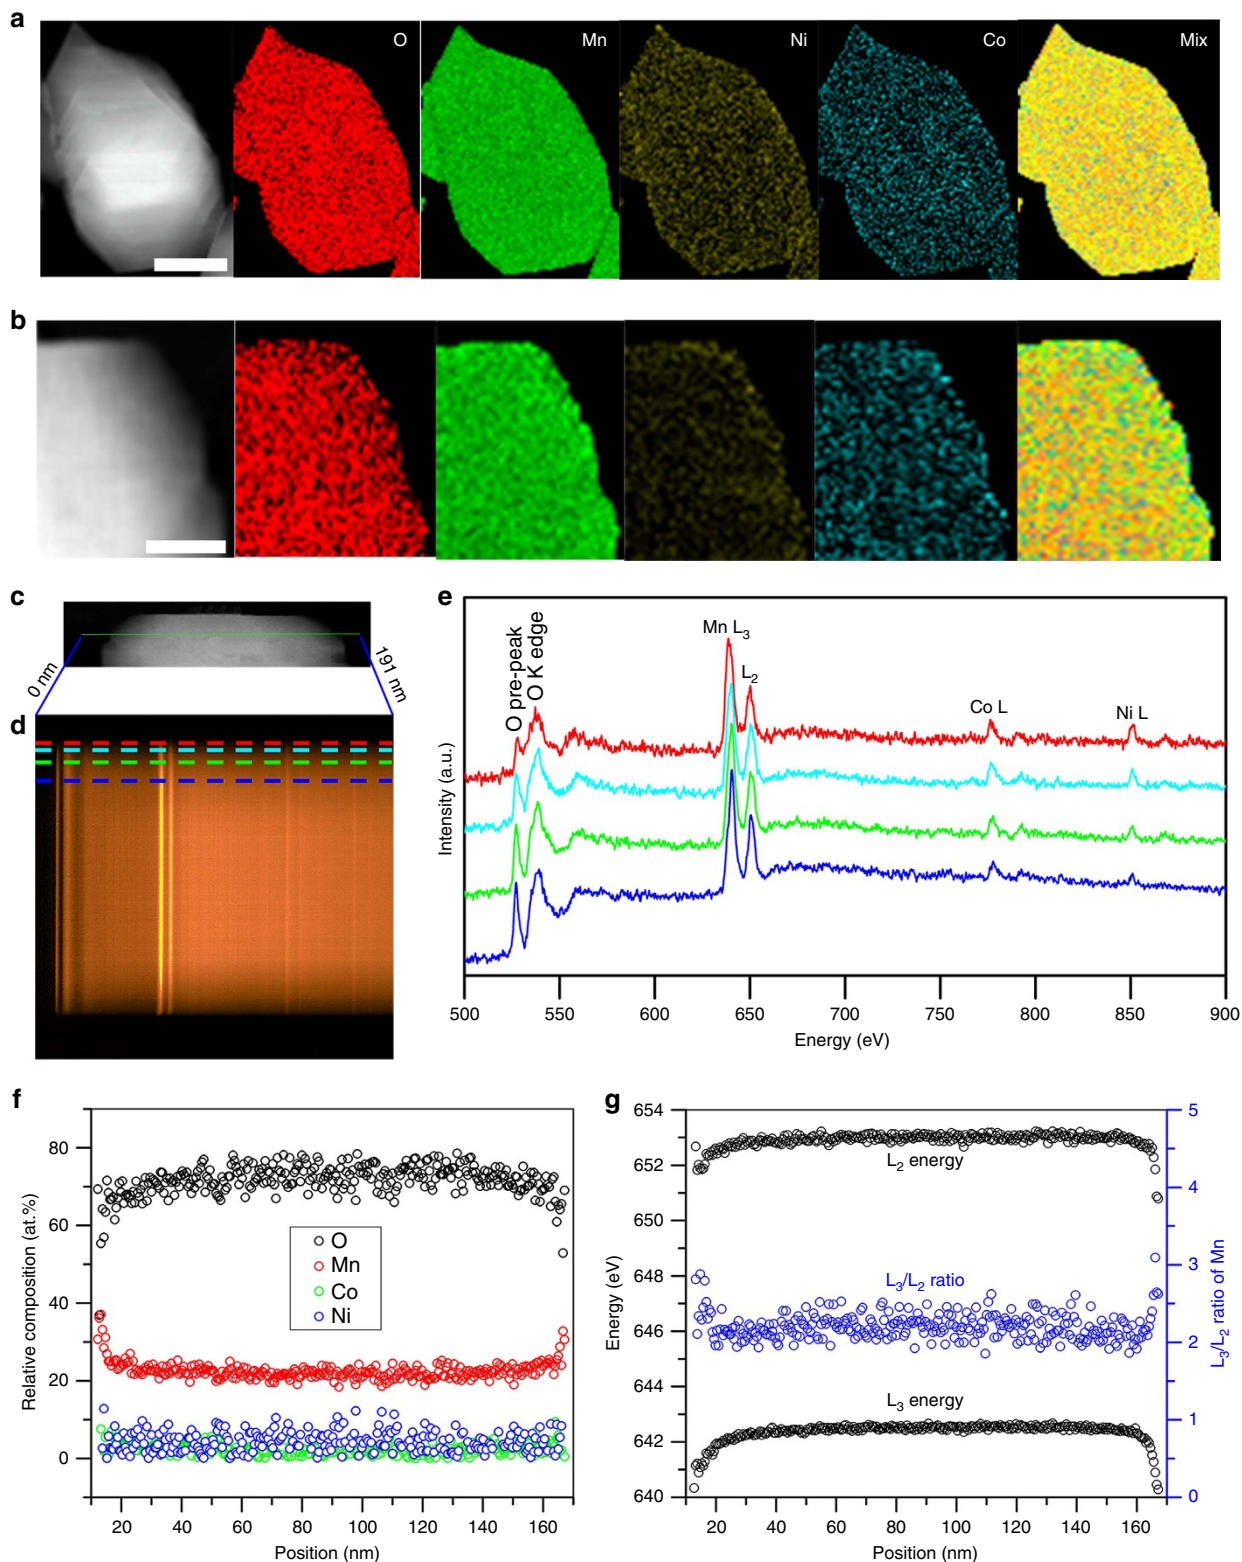 a
O
Mn
Ni
Co
Mix
b
c
0 nm
191 nm
d
e
O pre-peak
O K edge
Mn L3
L2
Co L
Ni L
Intensity (a.u.)
500
550
600
650
700
750
800
850
900
Energy (eV)
f
80
60
40
20
0
Relative composition (at.%)
O
Mn
Co
Ni
20
40
60
80
100
120
140
160
Position (nm)
g
654
652
650
648
646
644
642
640
Energy (eV)
L2 energy
L3/L2 ratio
L3 energy
5
4
3
2
1
0
L3/L2 ratio of Mn
20
40
60
80
100
120
140
160
Position (nm)